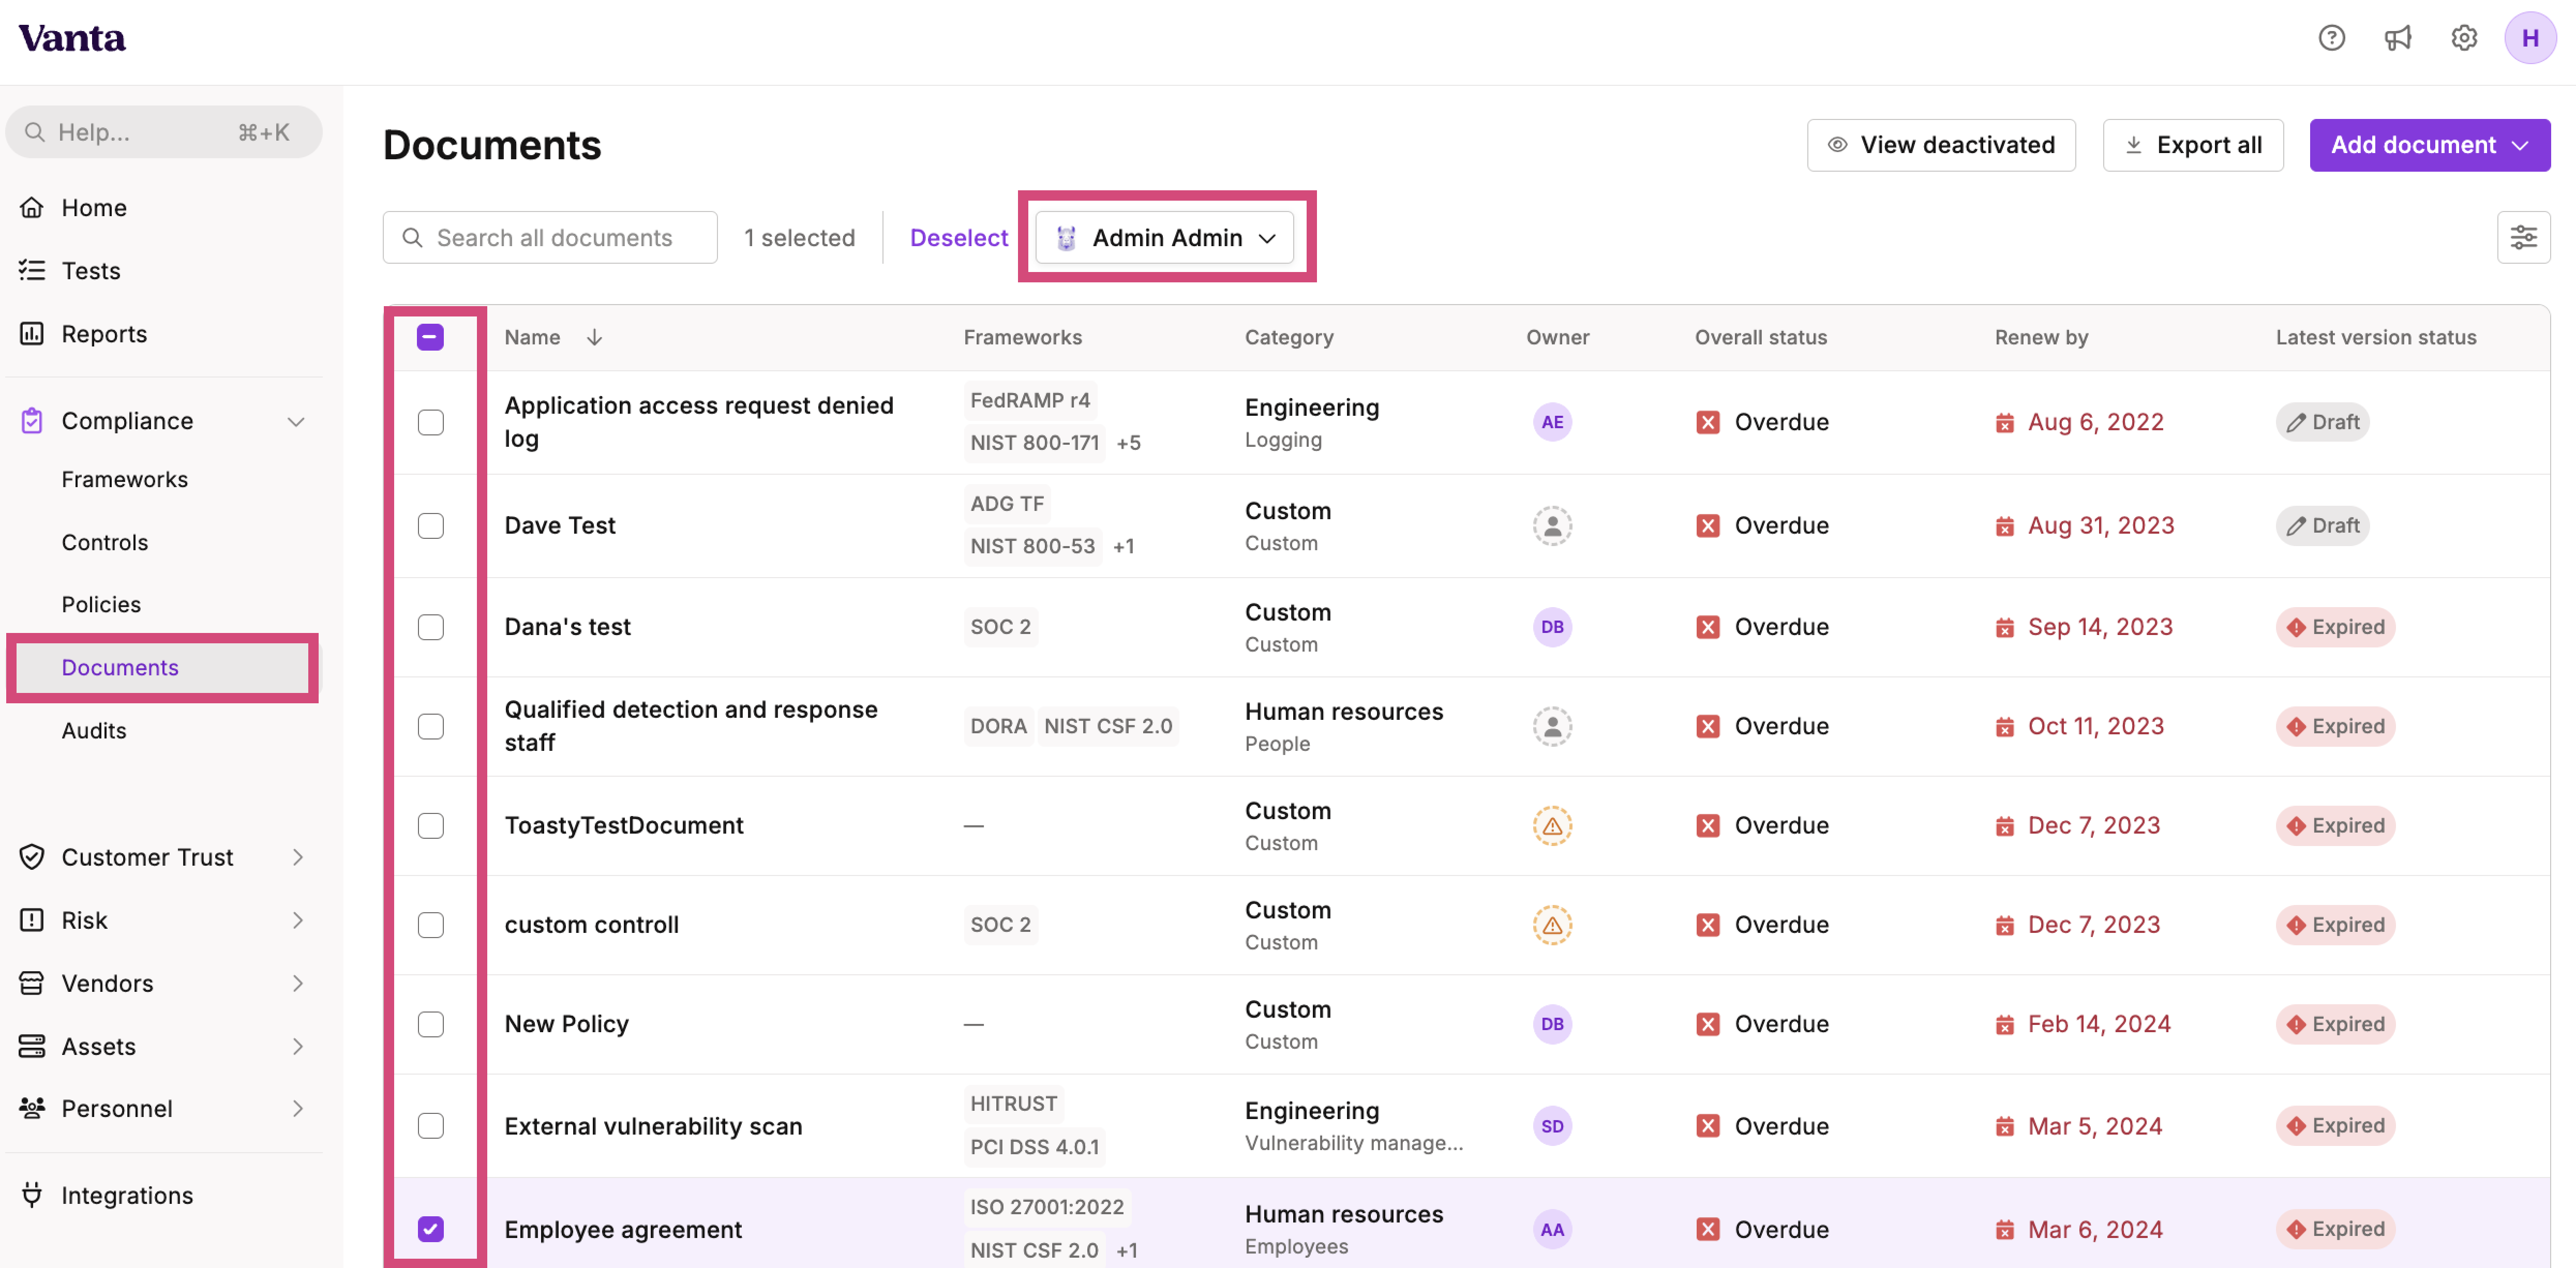 Vanta
H
Help... ⌘+K
Home
Tests
Reports
Compliance
Frameworks
Controls
Policies
Documents
Audits
Customer Trust
Risk
Vendors
Assets
Personnel
Integrations
Documents
View deactivated
Export all
Add document
Search all documents
1 selected
Deselect
Admin Admin
Name Frameworks Category Owner Overall status Renew by Latest version status
Application access request denied
log
FedRAMP r4
NIST 800-171 +5
Engineering
Logging
AE
Overdue
Aug 6, 2022
Draft
Dave Test
ADG TF
NIST 800-53 +1
Custom
Custom
Overdue
Aug 31, 2023
Draft
Dana's test
SOC 2
Custom
Custom
DB
Overdue
Sep 14, 2023
Expired
Qualified detection and response
staff
DORA NIST CSF 2.0
Human resources
People
Overdue
Oct 11, 2023
Expired
ToastyTestDocument
—
Custom
Custom
Overdue
Dec 7, 2023
Expired
custom controll
SOC 2
Custom
Custom
Overdue
Dec 7, 2023
Expired
New Policy
—
Custom
Custom
DB
Overdue
Feb 14, 2024
Expired
External vulnerability scan
HITRUST
PCI DSS 4.0.1
Engineering
Vulnerability manage...
SD
Overdue
Mar 5, 2024
Expired
Employee agreement
ISO 27001:2022
NIST CSF 2.0 +1
Human resources
Employees
AA
Overdue
Mar 6, 2024
Expired